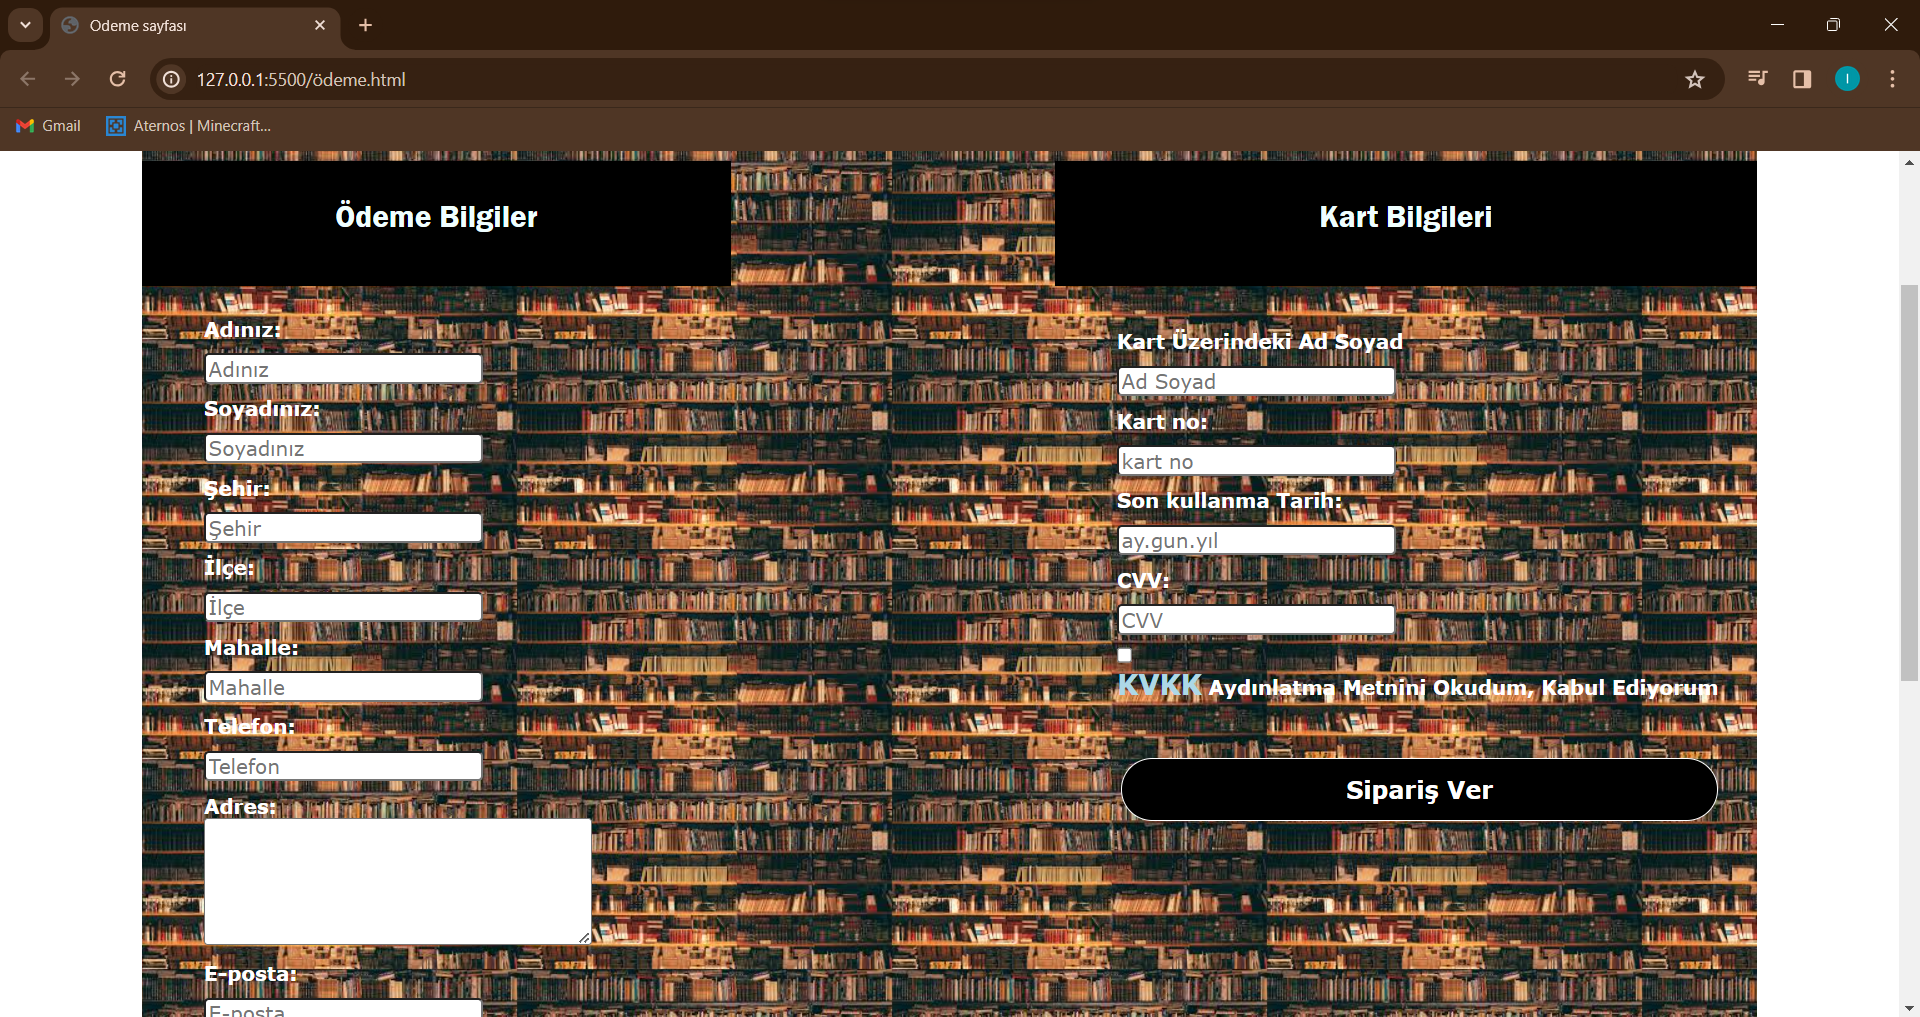 Odeme sayfası
127.0.0.1:5500/ödeme.html
I
Gmail
Aternos | Minecraft...
Ödeme Bilgiler
Adınız:
Adınız
Soyadınız:
Soyadınız
Şehir:
Şehir
İlçe:
İlçe
Mahalle:
Mahalle
Telefon:
Telefon
Adres:
E-posta:
E-posta
Kart Bilgileri
Kart Üzerindeki Ad Soyad
Ad Soyad
Kart no:
kart no
Son kullanma Tarih:
ay.gun.yıl
CVV:
CVV
KVKK Aydınlatma Metnini Okudum, Kabul Ediyorum
Sipariş Ver